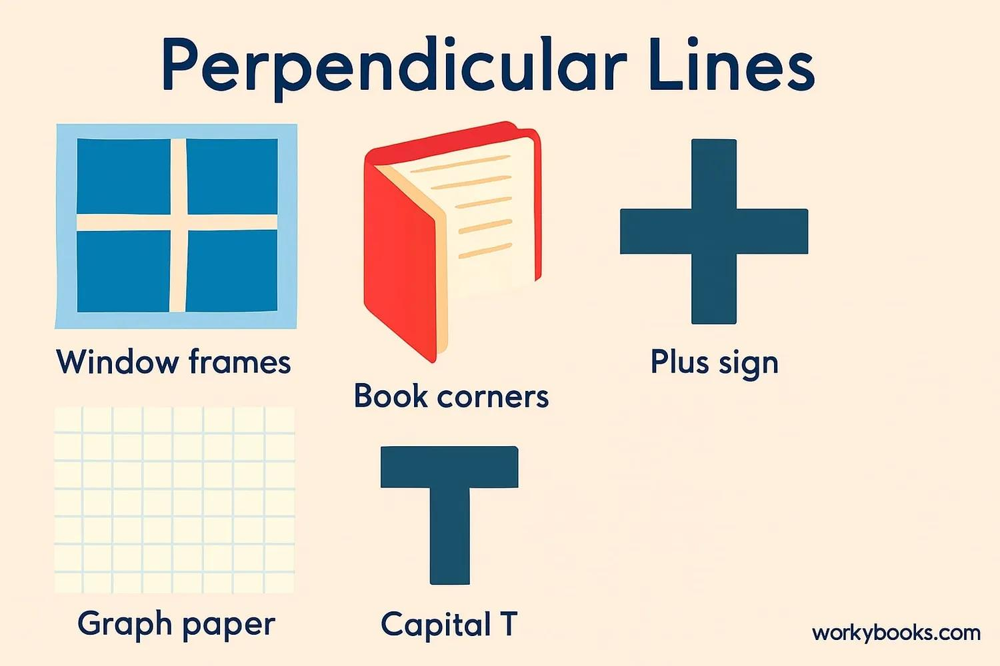 Perpendicular Lines
Window frames
Book corners
Plus sign
Graph paper
Capital T
workybooks.com